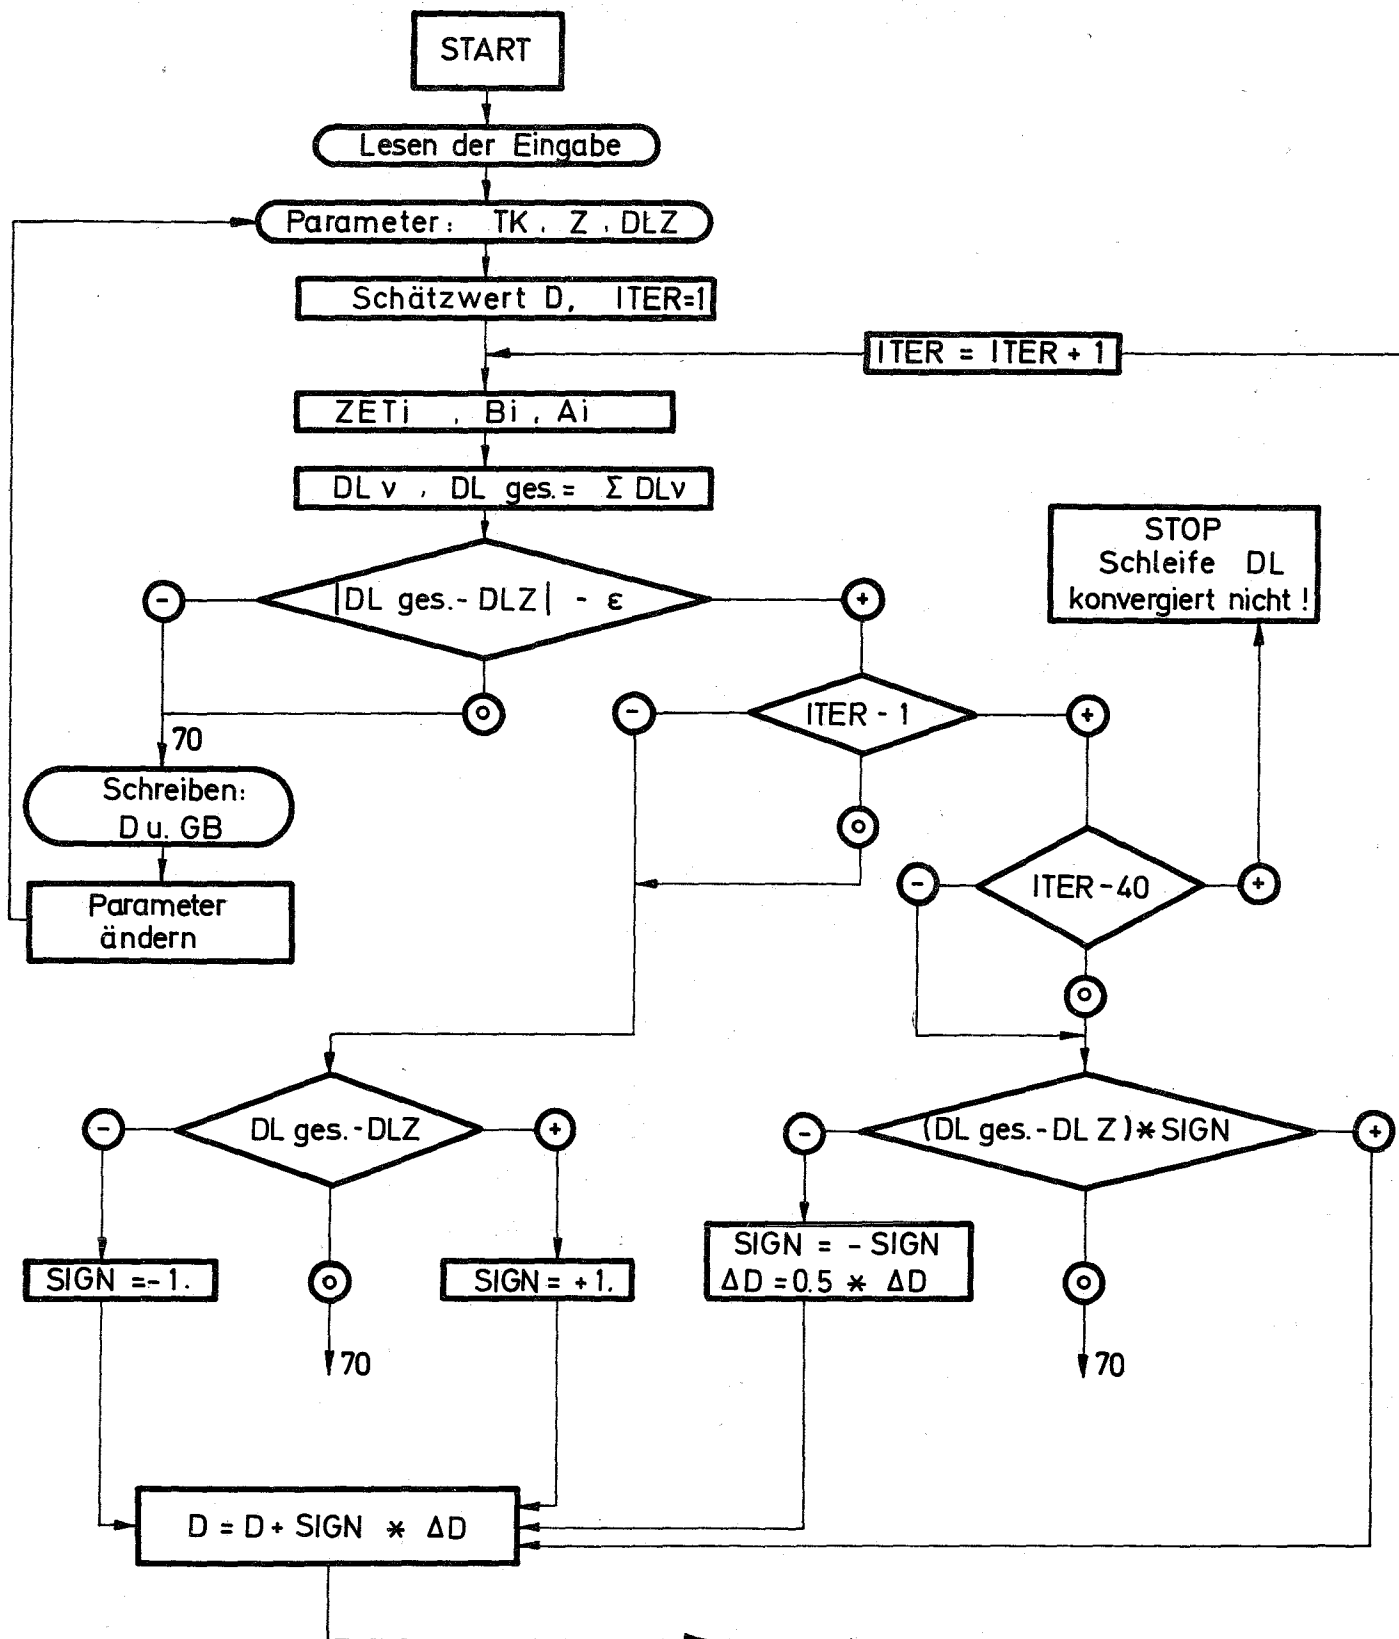 START
Lesen der Eingabe
Parameter: TK, Z, DLZ
Schätzwert D, ITER=1
ITER = ITER + 1
ZETi , Bi, Ai
DLν , DL ges.= Σ DLν
STOP
Schleife DL
konvergiert nicht !
-
|DL ges.- DLZ| - ε
+
-
ITER - 1
+
o
70
o
Schreiben:
D u. GB
-
ITER - 40
+
Parameter
ändern
o
-
DL ges. - DLZ
+
-
(DL ges. - DL Z) * SIGN
+
SIGN = - SIGN
ΔD = 0.5 * ΔD
SIGN = -1.
o
SIGN = +1.
o
70
70
D = D + SIGN * ΔD